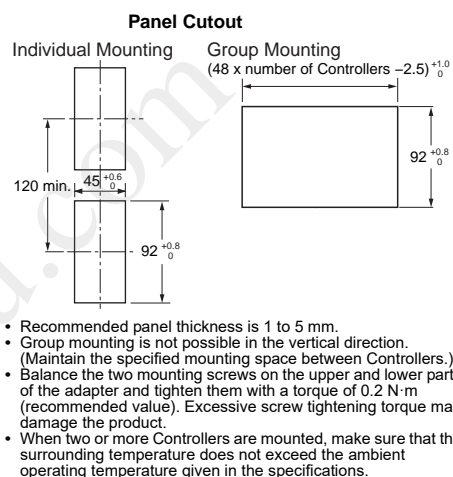 Panel Cutout
Individual Mounting
Group Mounting
(48 x number of Controllers −2.5) +1.0 0
92 +0.8 0
120 min.
45 +0.6 0
92 +0.8 0
• Recommended panel thickness is 1 to 5 mm.
• Group mounting is not possible in the vertical direction.
(Maintain the specified mounting space between Controllers.)
• Balance the two mounting screws on the upper and lower part
of the adapter and tighten them with a torque of 0.2 N·m
(recommended value). Excessive screw tightening torque ma
damage the product.
• When two or more Controllers are mounted, make sure that th
surrounding temperature does not exceed the ambient
operating temperature given in the specifications.
d.com